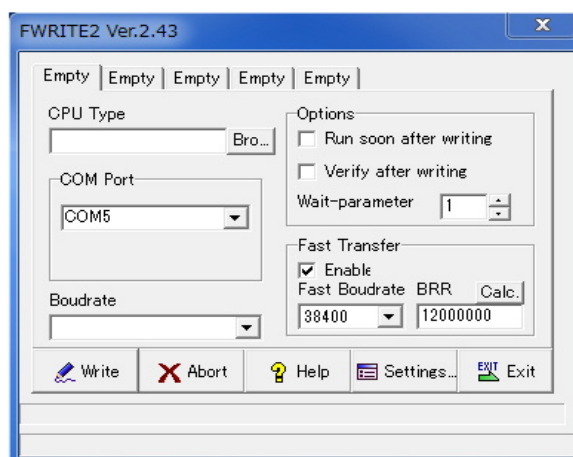 FWRITE2 Ver.2.43
Empty Empty Empty Empty Empty
CPU Type
Bro...
COM Port
COM5
Boudrate
Options
Run soon after writing
Verify after writing
Wait-parameter 1
Fast Transfer
Enable
Fast Boudrate BRR Calc.
38400 12000000
Write Abort Help Settings... EXIT Exit